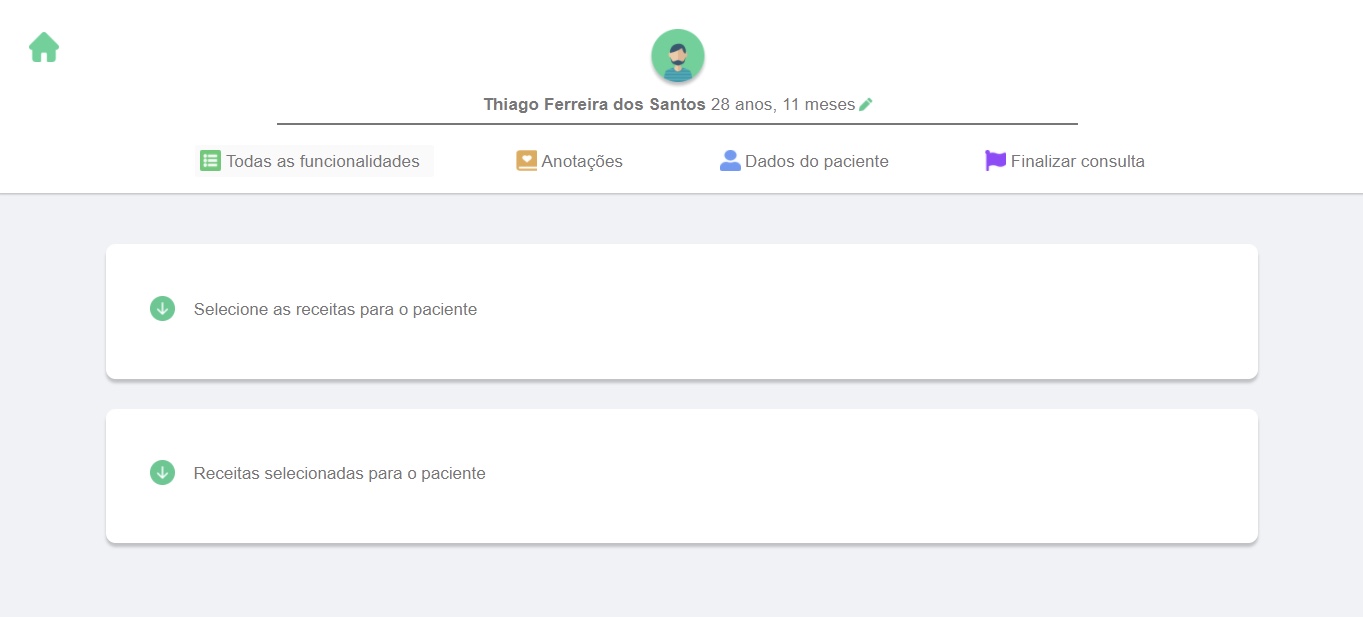 Thiago Ferreira dos Santos 28 anos, 11 meses
Todas as funcionalidades
Anotações
Dados do paciente
Finalizar consulta
Selecione as receitas para o paciente
Receitas selecionadas para o paciente